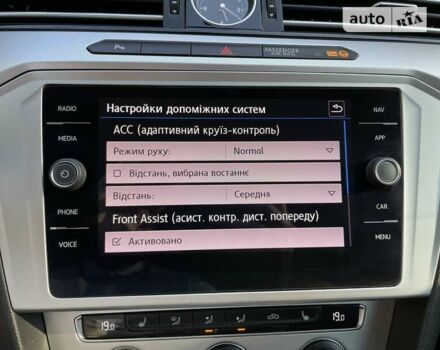 auto RIA
PASSENGER
AIR BAG
RADIO
MEDIA
PHONE
VOICE
Настройки допоміжних систем
ACC (адаптивний круїз-контроль)
Режим руху: Normal
Відстань, вибрана востаннє
Відстань: Середня
Front Assist (асист. контр. дист. попереду)
Активовано
NAV
APP
CAR
MENU
19.0
19.0